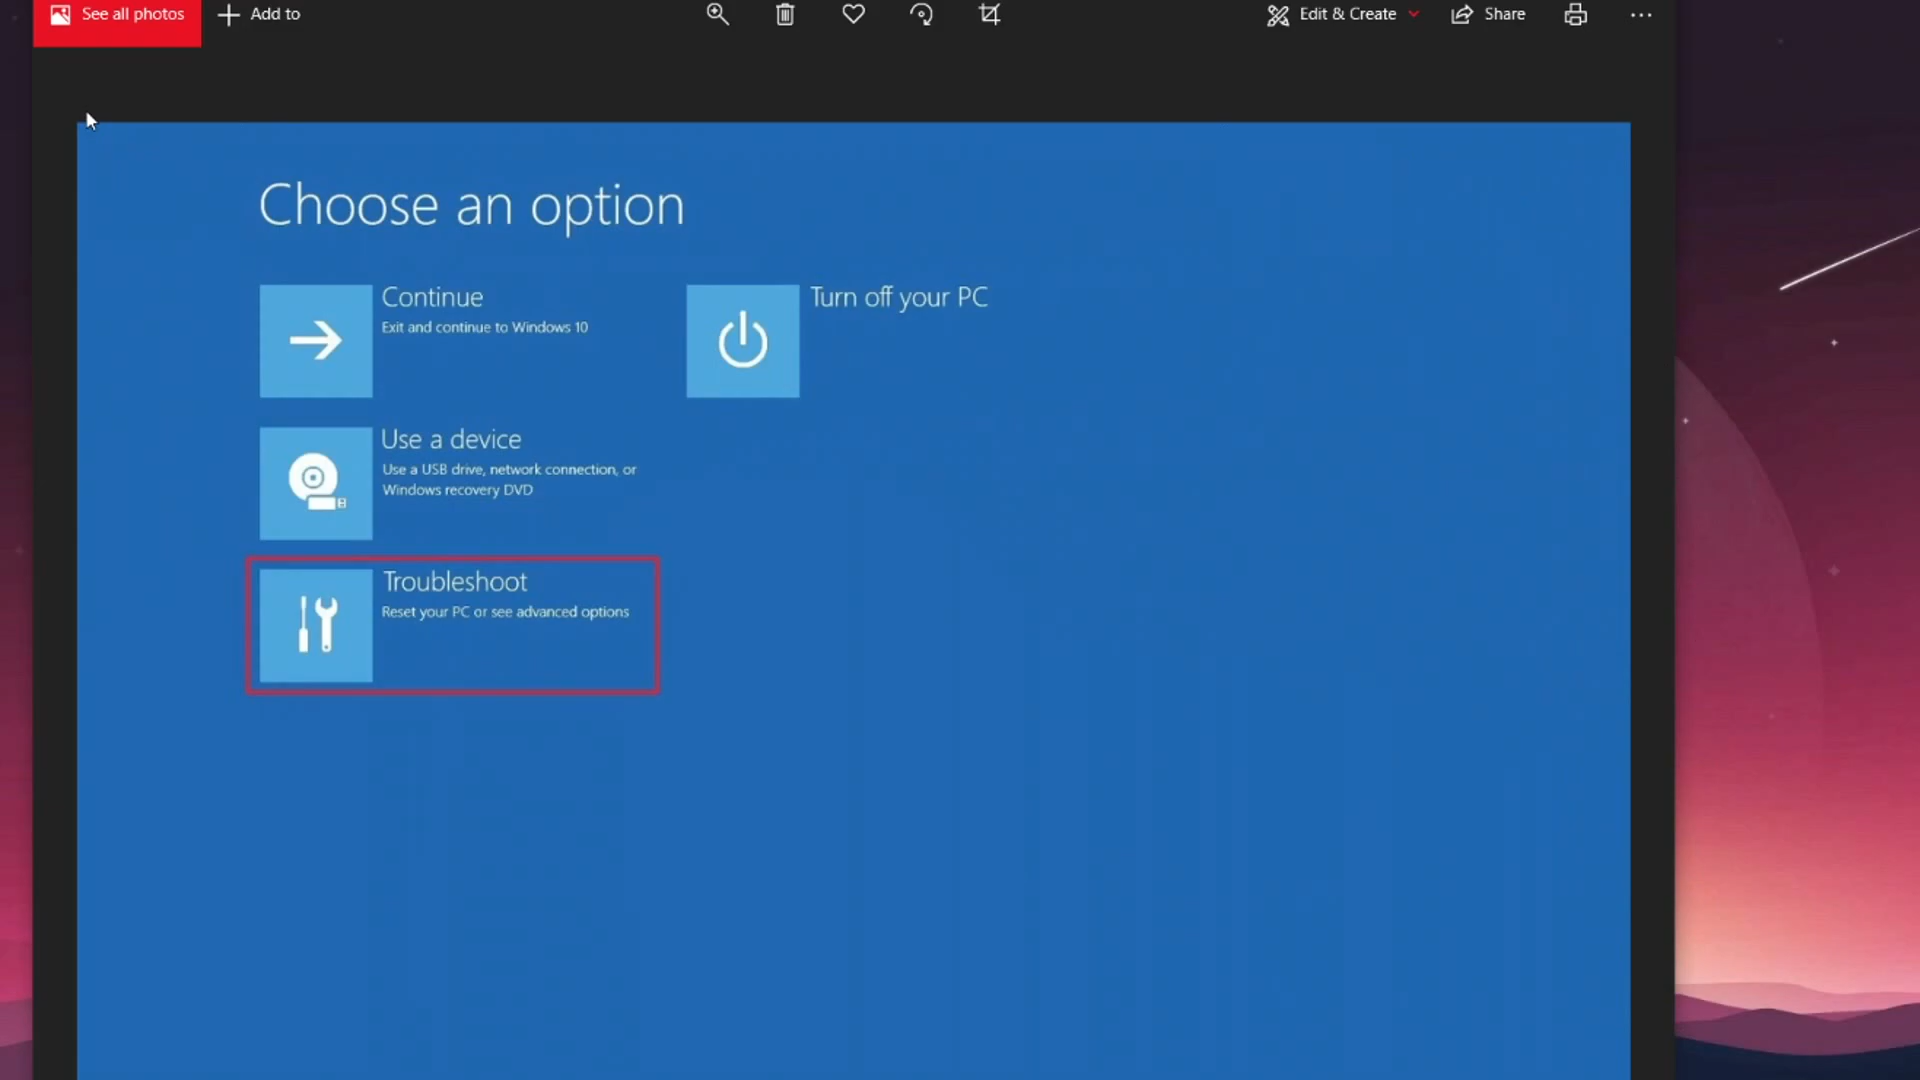 See all photos
Add to
Edit & Create
Share
Choose an option
Continue
Exit and continue to Windows 10
Turn off your PC
Use a device
Use a USB drive, network connection, or
Windows recovery DVD
Troubleshoot
Reset your PC or see advanced options